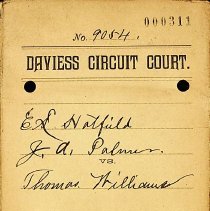 000311
No. 9054.
DAVIESS CIRCUIT COURT.
E L Hatfield
J. A. Palmer.
VS.
Thomas Williams